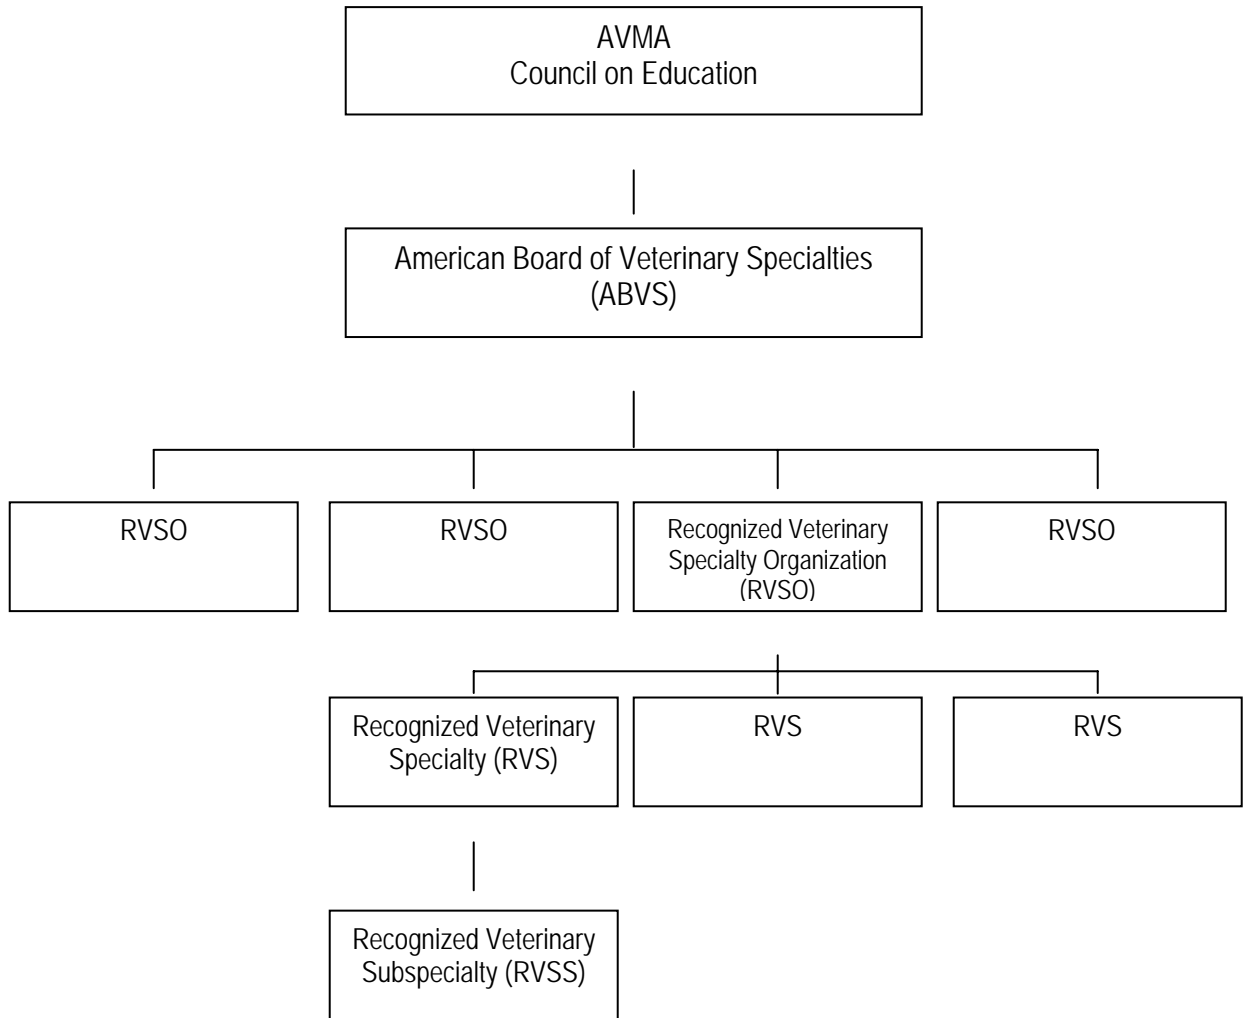 AVMA
Council on Education
American Board of Veterinary Specialties
(ABVS)
RVSO
RVSO
Recognized Veterinary
Specialty Organization
(RVSO)
RVSO
Recognized Veterinary
Specialty (RVS)
RVS
RVS
Recognized Veterinary
Subspecialty (RVSS)